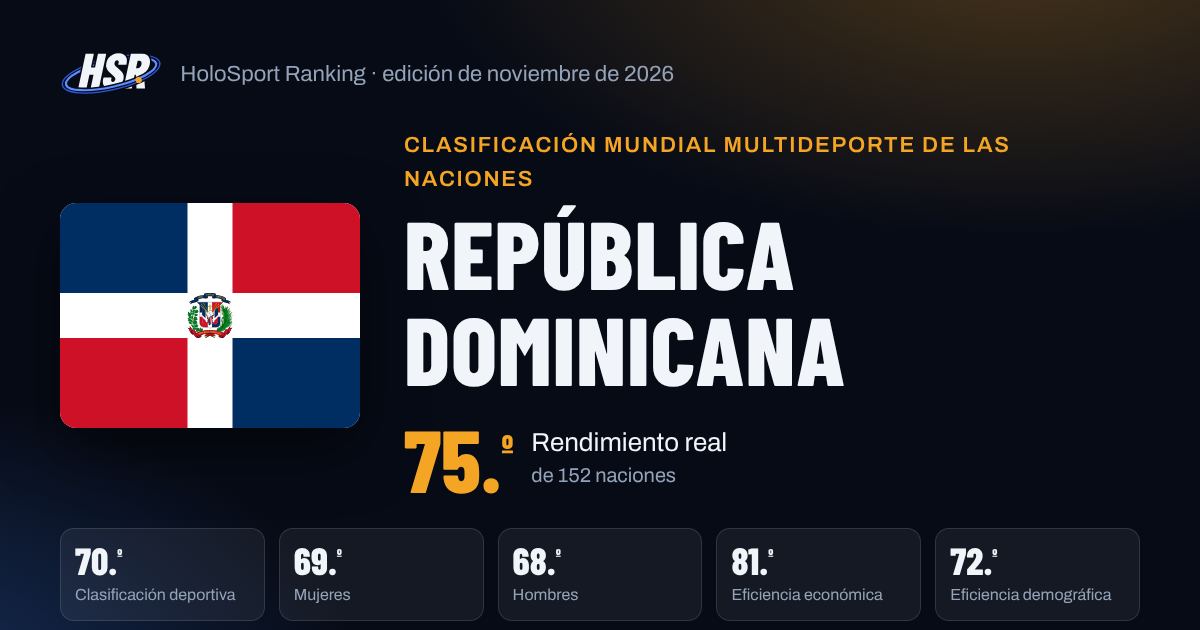 HSR
HoloSport Ranking · edición de noviembre de 2026
CLASIFICACIÓN MUNDIAL MULTIDEPORTE DE LAS
NACIONES
REPÚBLICA
DOMINICANA
75.º
Rendimiento real
de 152 naciones
70.º
Clasificación deportiva
69.º
Mujeres
68.º
Hombres
81.º
Eficiencia económica
72.º
Eficiencia demográfica